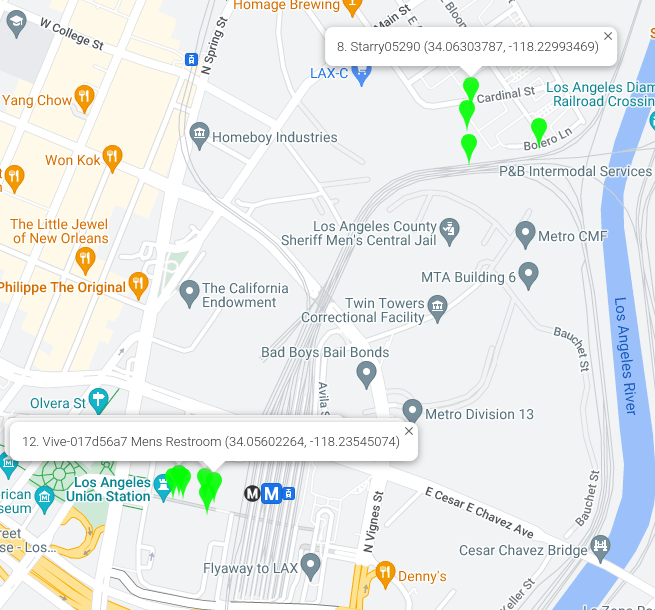 Homage Brewing
Main St
Bloom
W College St
N Spring St
8. Starry05290 (34.06303787, -118.22993469)
LAX-C
Cardinal St
Los Angeles Diam
Railroad Crossin
Yang Chow
Homeboy Industries
Bolero Ln
Won Kok
P&B Intermodal Services
The Little Jewel
of New Orleans
Los Angeles County
Sheriff Men's Central Jail
Metro CMF
MTA Building 6
Philippe The Original
The California
Endowment
Twin Towers
Correctional Facility
Los Angeles River
Bauchet St
Bad Boys Bail Bonds
Avila S
Olvera St
Metro Division 13
12. Vive-017d56a7 Mens Restroom (34.05602264, -118.23545074)
Los Angeles
Union Station
rican
seum
M
M
E Cesar E Chavez Ave
Bauchet St
N Vignes St
reet
se - Los...
Cesar Chavez Bridge
Flyaway to LAX
Denny's
Keller St